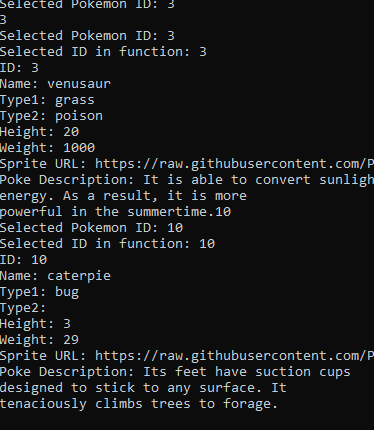 Selected Pokemon ID: 3
3
Selected Pokemon ID: 3
Selected ID in function: 3
ID: 3
Name: venusaur
Type1: grass
Type2: poison
Height: 20
Weight: 1000
Sprite URL: https://raw.githubusercontent.com/P
Poke Description: It is able to convert sunligh
energy. As a result, it is more
powerful in the summertime.10
Selected Pokemon ID: 10
Selected ID in function: 10
ID: 10
Name: caterpie
Type1: bug
Type2:
Height: 3
Weight: 29
Sprite URL: https://raw.githubusercontent.com/P
Poke Description: Its feet have suction cups
designed to stick to any surface. It
tenaciously climbs trees to forage.